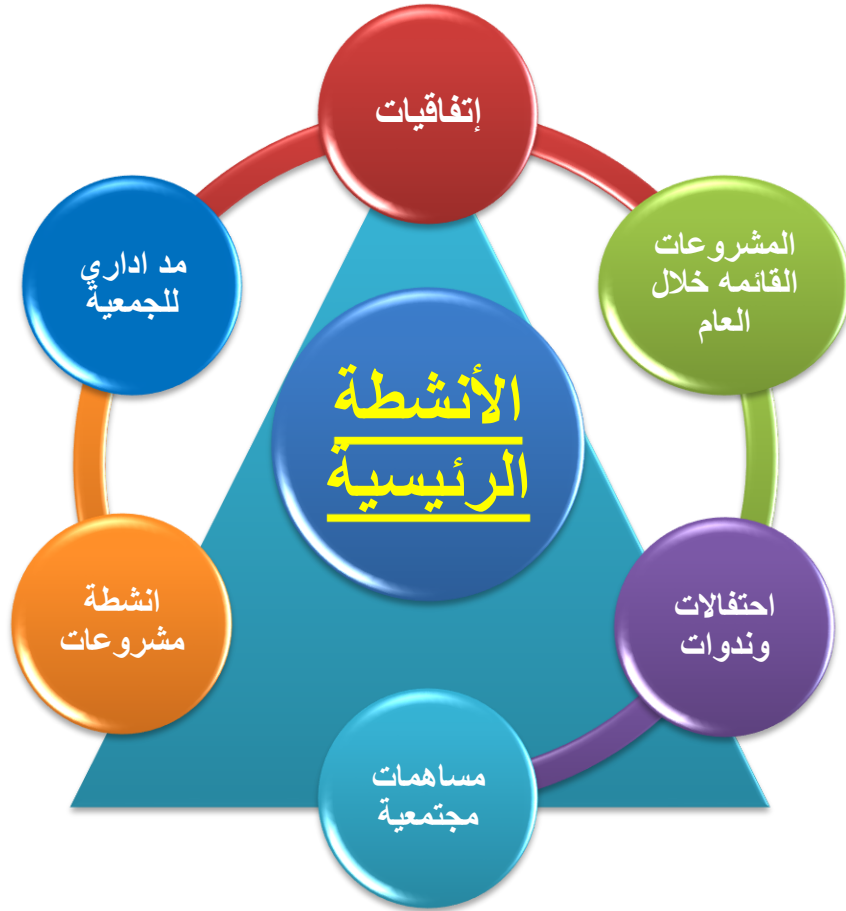 إتفاقيات
المشروعات
القائمه خلال
العام
احتفالات
وندوات
مساهمات
مجتمعية
انشطة
مشروعات
مد اداري
للجمعية
الأنشطة
الرئيسية